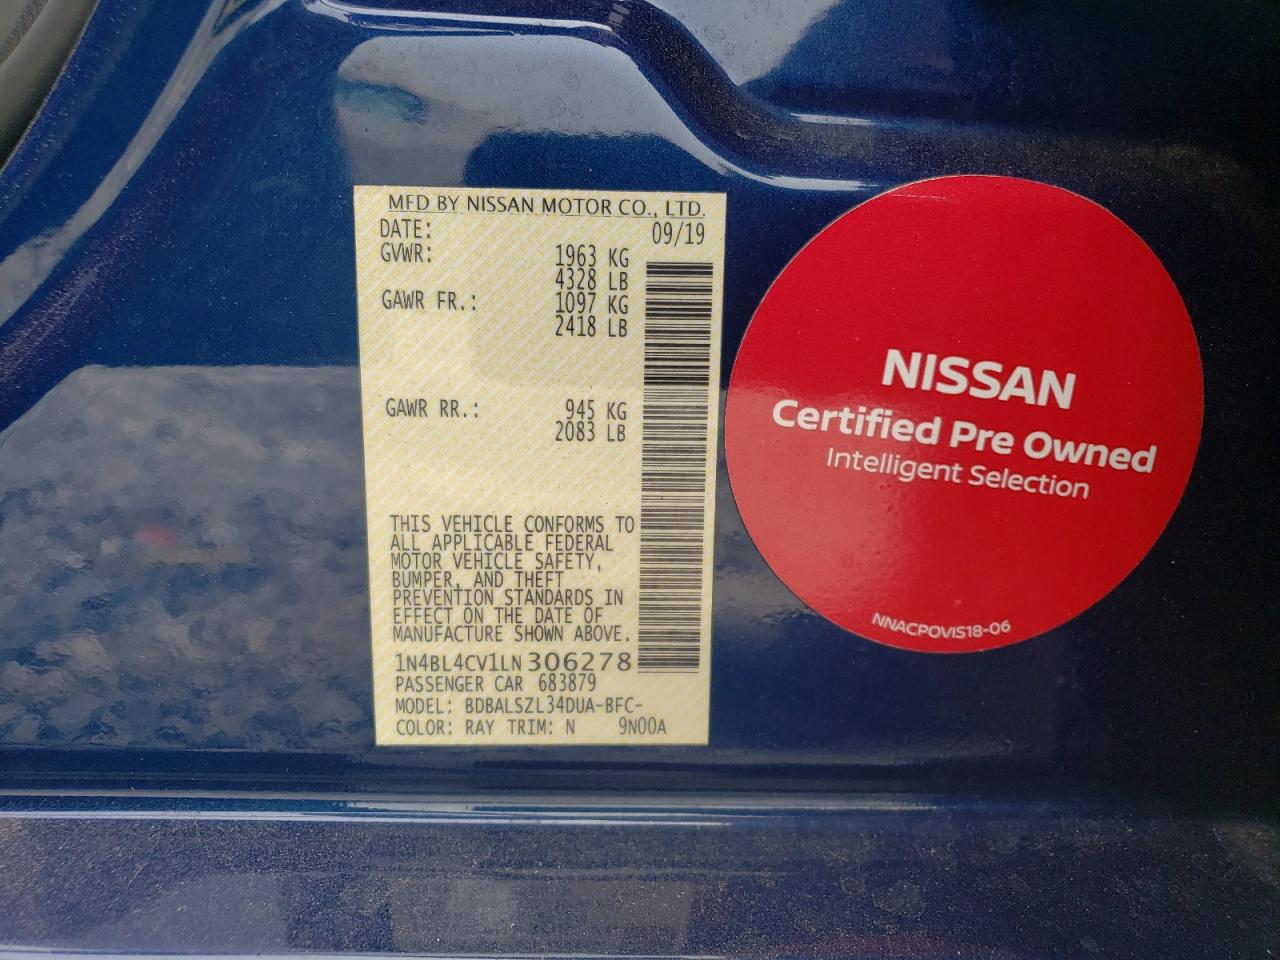 MFD BY NISSAN MOTOR CO., LTD.
DATE: 09/19
GVWR: 1963 KG
4328 LB
GAWR FR.: 1097 KG
2418 LB
GAWR RR.: 945 KG
2083 LB
THIS VEHICLE CONFORMS TO
ALL APPLICABLE FEDERAL
MOTOR VEHICLE SAFETY,
BUMPER, AND THEFT
PREVENTION STANDARDS IN
EFFECT ON THE DATE OF
MANUFACTURE SHOWN ABOVE.
1N4BL4CV1LN306278
PASSENGER CAR 683879
MODEL: BDBALSZL34DUA-BFC-
COLOR: RAY TRIM: N 9N00A
NISSAN
Certified Pre Owned
Intelligent Selection
NNACPOVIS18-06